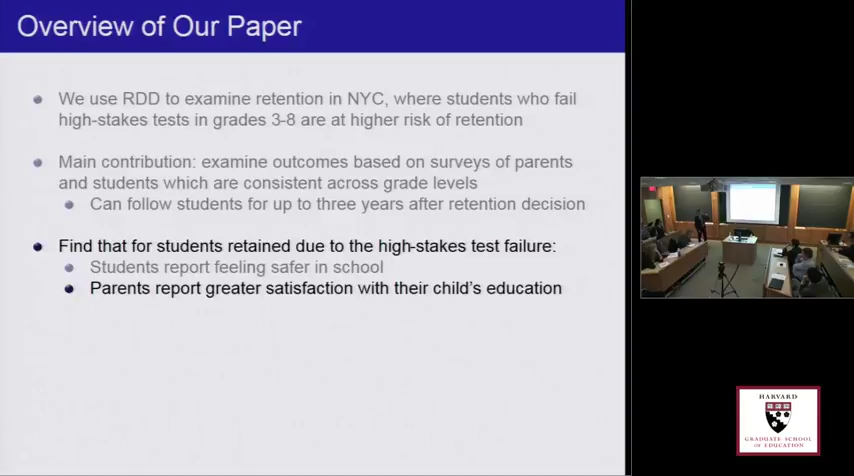 Overview of Our Paper
We use RDD to examine retention in NYC, where students who fail
high-stakes tests in grades 3-8 are at higher risk of retention
Main contribution: examine outcomes based on surveys of parents
and students which are consistent across grade levels
Can follow students for up to three years after retention decision
Find that for students retained due to the high-stakes test failure:
Students report feeling safer in school
Parents report greater satisfaction with their child's education
HARVARD
GRADUATE SCHOOL
OF EDUCATION